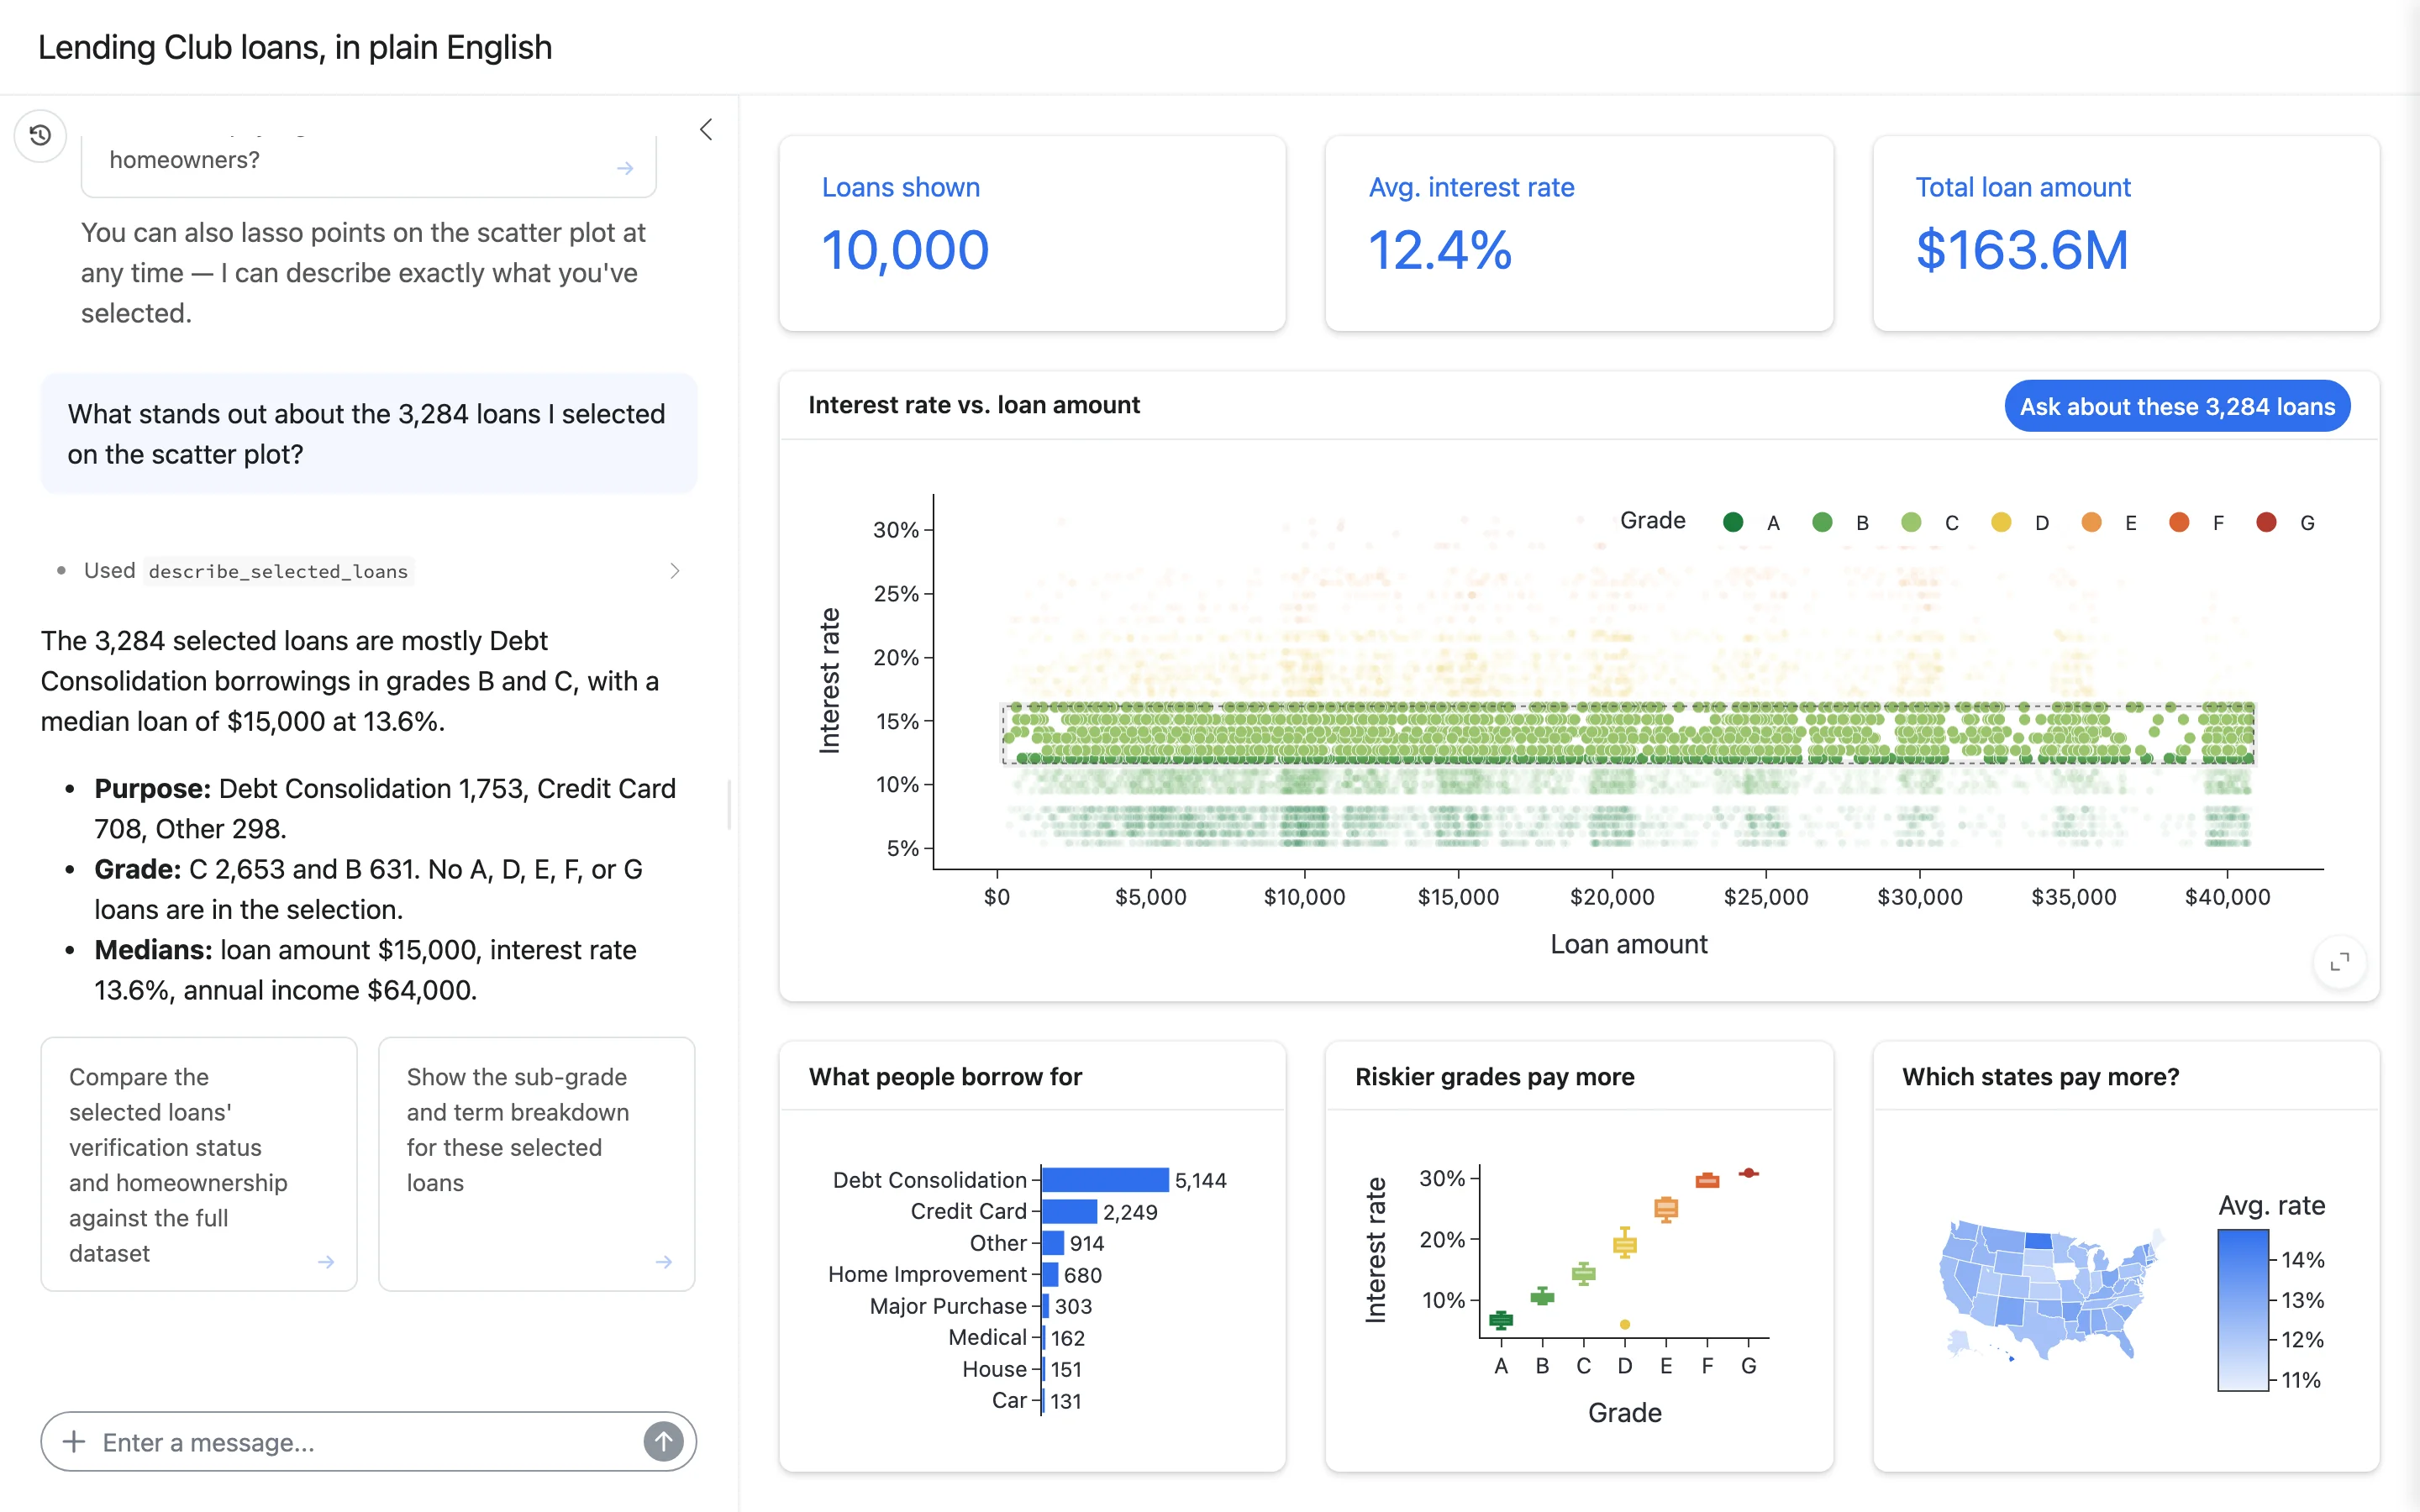 Lending Club loans, in plain English
homeowners?
You can also lasso points on the scatter plot at
any time — I can describe exactly what you've
selected.
What stands out about the 3,284 loans I selected
on the scatter plot?
Used describe_selected_loans
The 3,284 selected loans are mostly Debt
Consolidation borrowings in grades B and C, with a
median loan of $15,000 at 13.6%.
• Purpose: Debt Consolidation 1,753, Credit Card
708, Other 298.
• Grade: C 2,653 and B 631. No A, D, E, F, or G
loans are in the selection.
• Medians: loan amount $15,000, interest rate
13.6%, annual income $64,000.
Compare the
selected loans'
verification status
and homeownership
against the full
dataset
Show the sub-grade
and term breakdown
for these selected
loans
Enter a message...
Loans shown
10,000
Avg. interest rate
12.4%
Total loan amount
$163.6M
Interest rate vs. loan amount
Ask about these 3,284 loans
Grade A B C D E F G
Interest rate
30%
25%
20%
15%
10%
5%
$0 $5,000 $10,000 $15,000 $20,000 $25,000 $30,000 $35,000 $40,000
Loan amount
What people borrow for
Debt Consolidation 5,144
Credit Card 2,249
Other 914
Home Improvement 680
Major Purchase 303
Medical 162
House 151
Car 131
Riskier grades pay more
Interest rate
30%
20%
10%
A B C D E F G
Grade
Which states pay more?
Avg. rate
14%
13%
12%
11%